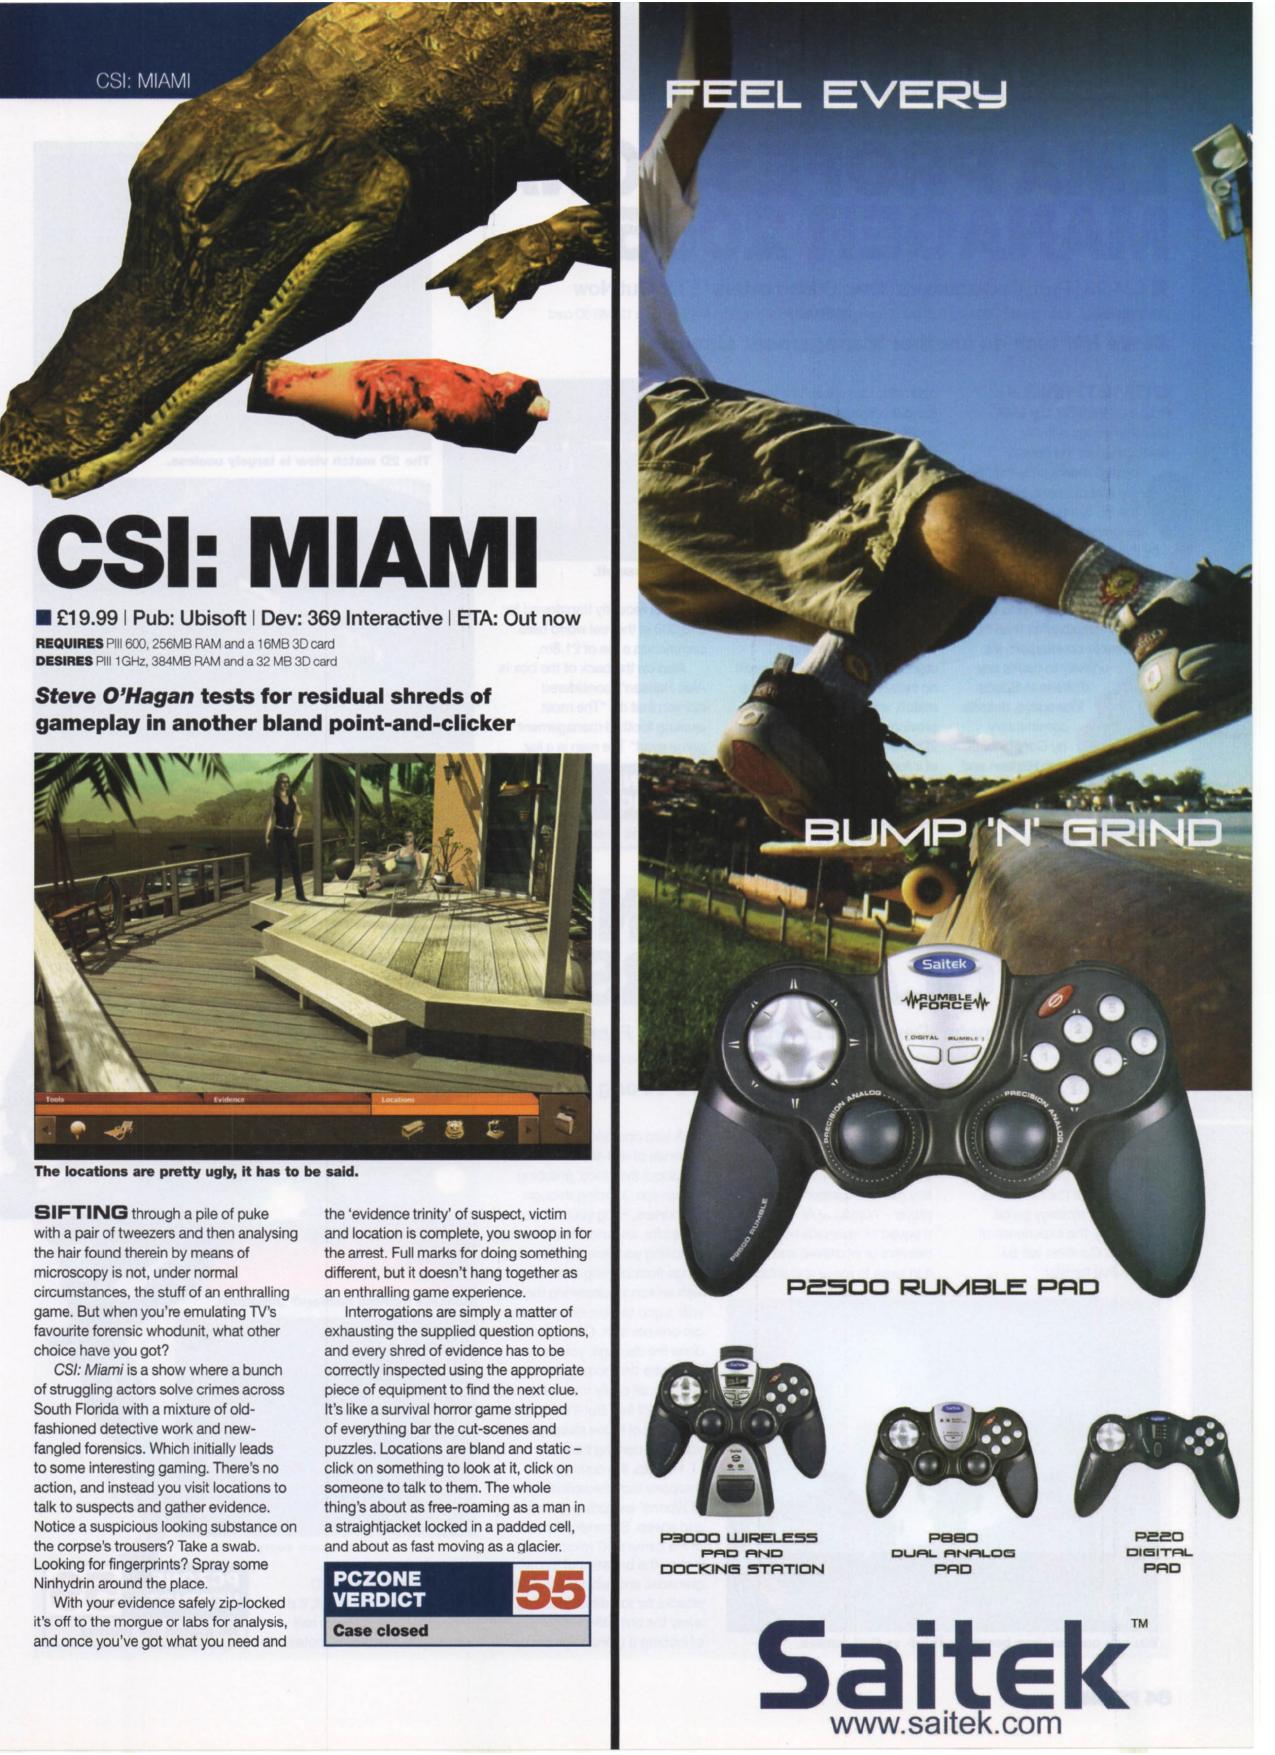 CSI: MIAMI
CSI: MIAMI
£19.99 | Pub: Ubisoft | Dev: 369 Interactive | ETA: Out now
REQUIRES PIII 600, 256MB RAM and a 16MB 3D card
DESIRES PIII 1GHz, 384MB RAM and a 32 MB 3D card
Steve O'Hagan tests for residual shreds of
gameplay in another bland point-and-clicker
Tools
Evidence
Locations
The locations are pretty ugly, it has to be said.
SIFTING through a pile of puke
with a pair of tweezers and then analysing
the hair found therein by means of
microscopy is not, under normal
circumstances, the stuff of an enthralling
game. But when you're emulating TV's
favourite forensic whodunit, what other
choice have you got?
CSI: Miami is a show where a bunch
of struggling actors solve crimes across
South Florida with a mixture of old-
fashioned detective work and new-
fangled forensics. Which initially leads
to some interesting gaming. There's no
action, and instead you visit locations to
talk to suspects and gather evidence.
Notice a suspicious looking substance on
the corpse's trousers? Take a swab.
Looking for fingerprints? Spray some
Ninhydrin around the place.
With your evidence safely zip-locked
it's off to the morgue or labs for analysis,
and once you've got what you need and
the 'evidence trinity' of suspect, victim
and location is complete, you swoop in for
the arrest. Full marks for doing something
different, but it doesn't hang together as
an enthralling game experience.
Interrogations are simply a matter of
exhausting the supplied question options,
and every shred of evidence has to be
correctly inspected using the appropriate
piece of equipment to find the next clue.
It's like a survival horror game stripped
of everything bar the cut-scenes and
puzzles. Locations are bland and static –
click on something to look at it, click on
someone to talk to them. The whole
thing's about as free-roaming as a man in
a straightjacket locked in a padded cell,
and about as fast moving as a glacier.
PCZONE
VERDICT
55
Case closed
FEEL EVERY
BUMP 'N' GRIND
Saitek
RUMBLE
FORCE
DIGITAL
RUMBLE
PRECISION ANALOG
PRECISION ANALOG
P2500 RUMBLE
P2500 RUMBLE PAD
P3000 WIRELESS
PAD AND
DOCKING STATION
P880
DUAL ANALOG
PAD
P220
DIGITAL
PAD
Saitek™
www.saitek.com